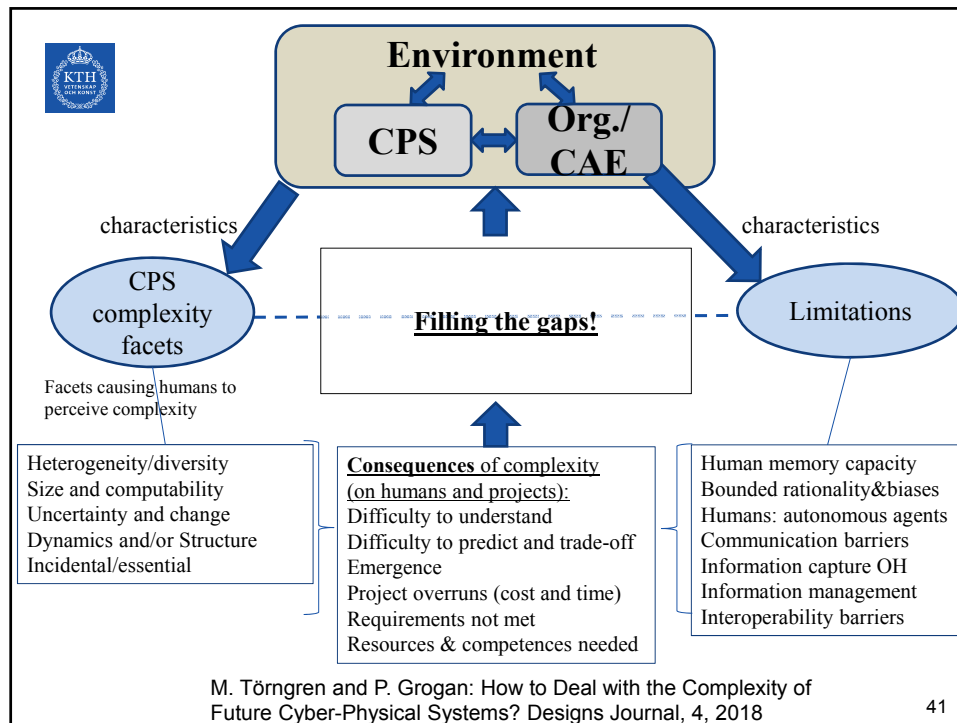 KTH
VETENSKAP
OCH KONST
Environment
CPS
Org./
CAE
characteristics
characteristics
CPS
complexity
facets
Filling the gaps!
Limitations
Facets causing humans to
perceive complexity
Heterogeneity/diversity
Size and computability
Uncertainty and change
Dynamics and/or Structure
Incidental/essential
Consequences of complexity
(on humans and projects):
Difficulty to understand
Difficulty to predict and trade-off
Emergence
Project overruns (cost and time)
Requirements not met
Resources & competences needed
Human memory capacity
Bounded rationality&biases
Humans: autonomous agents
Communication barriers
Information capture OH
Information management
Interoperability barriers
M. Törngren and P. Grogan: How to Deal with the Complexity of
Future Cyber-Physical Systems? Designs Journal, 4, 2018
41